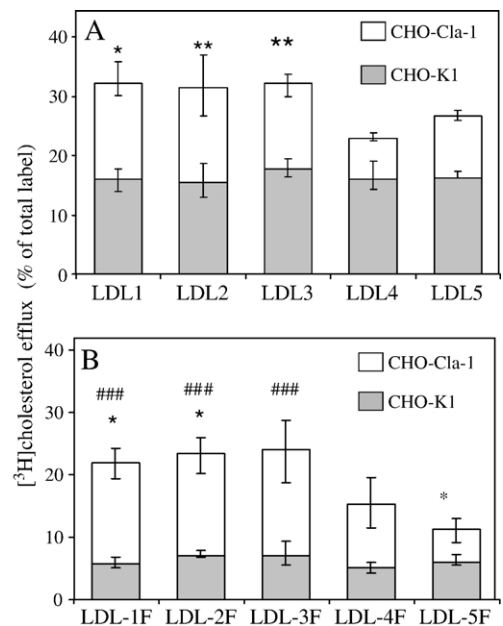 [³H]cholesterol efflux (% of total label)
A
CHO-Cla-1
CHO-K1
40
30
20
10
0
* ** **
LDL1 LDL2 LDL3 LDL4 LDL5
B
CHO-Cla-1
CHO-K1
40
30
20
10
0
### ### ###
* * *
LDL-1F LDL-2F LDL-3F LDL-4F LDL-5F